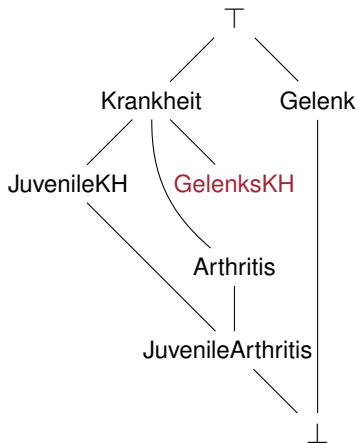 ⊤
Krankheit Gelenk
JuvenileKH GelenksKH
Arthritis
JuvenileArthritis
⊥